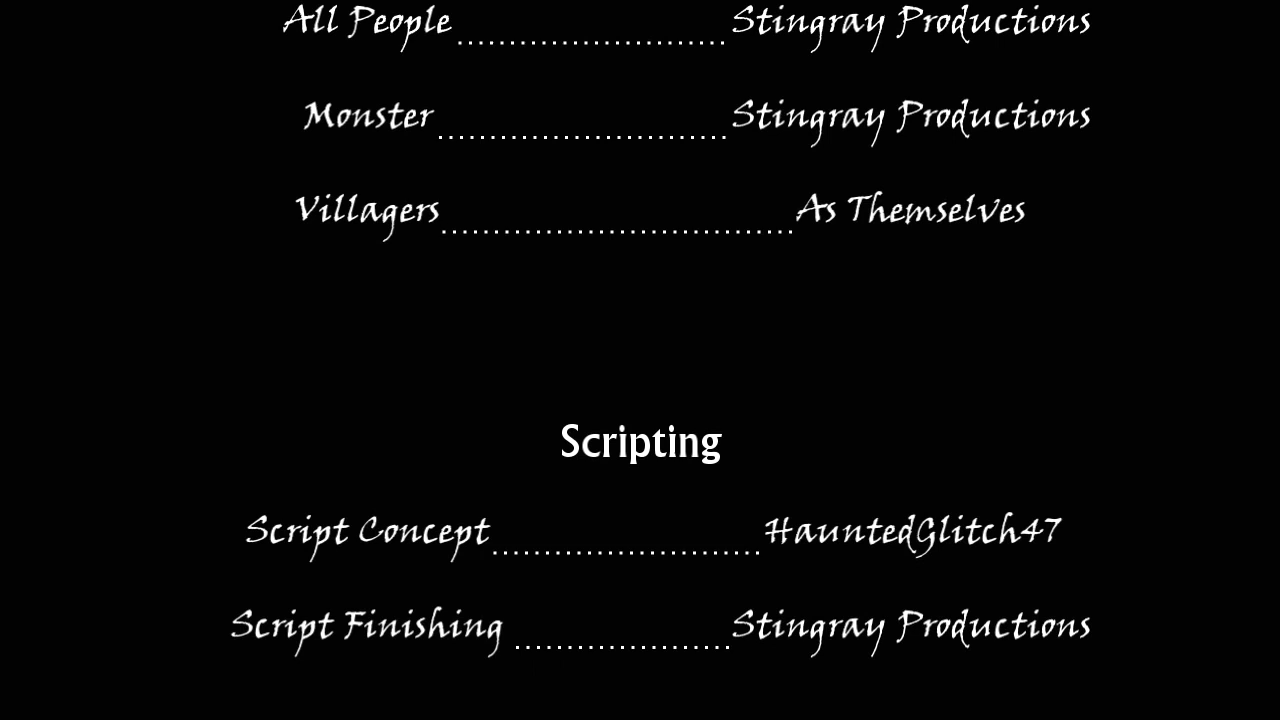 All People..........................Stingray Productions
Monster............................Stingray Productions
Villagers..................................As Themselves
Scripting
Script Concept..........................HauntedGlitch47
Script Finishing .....................Stingray Productions